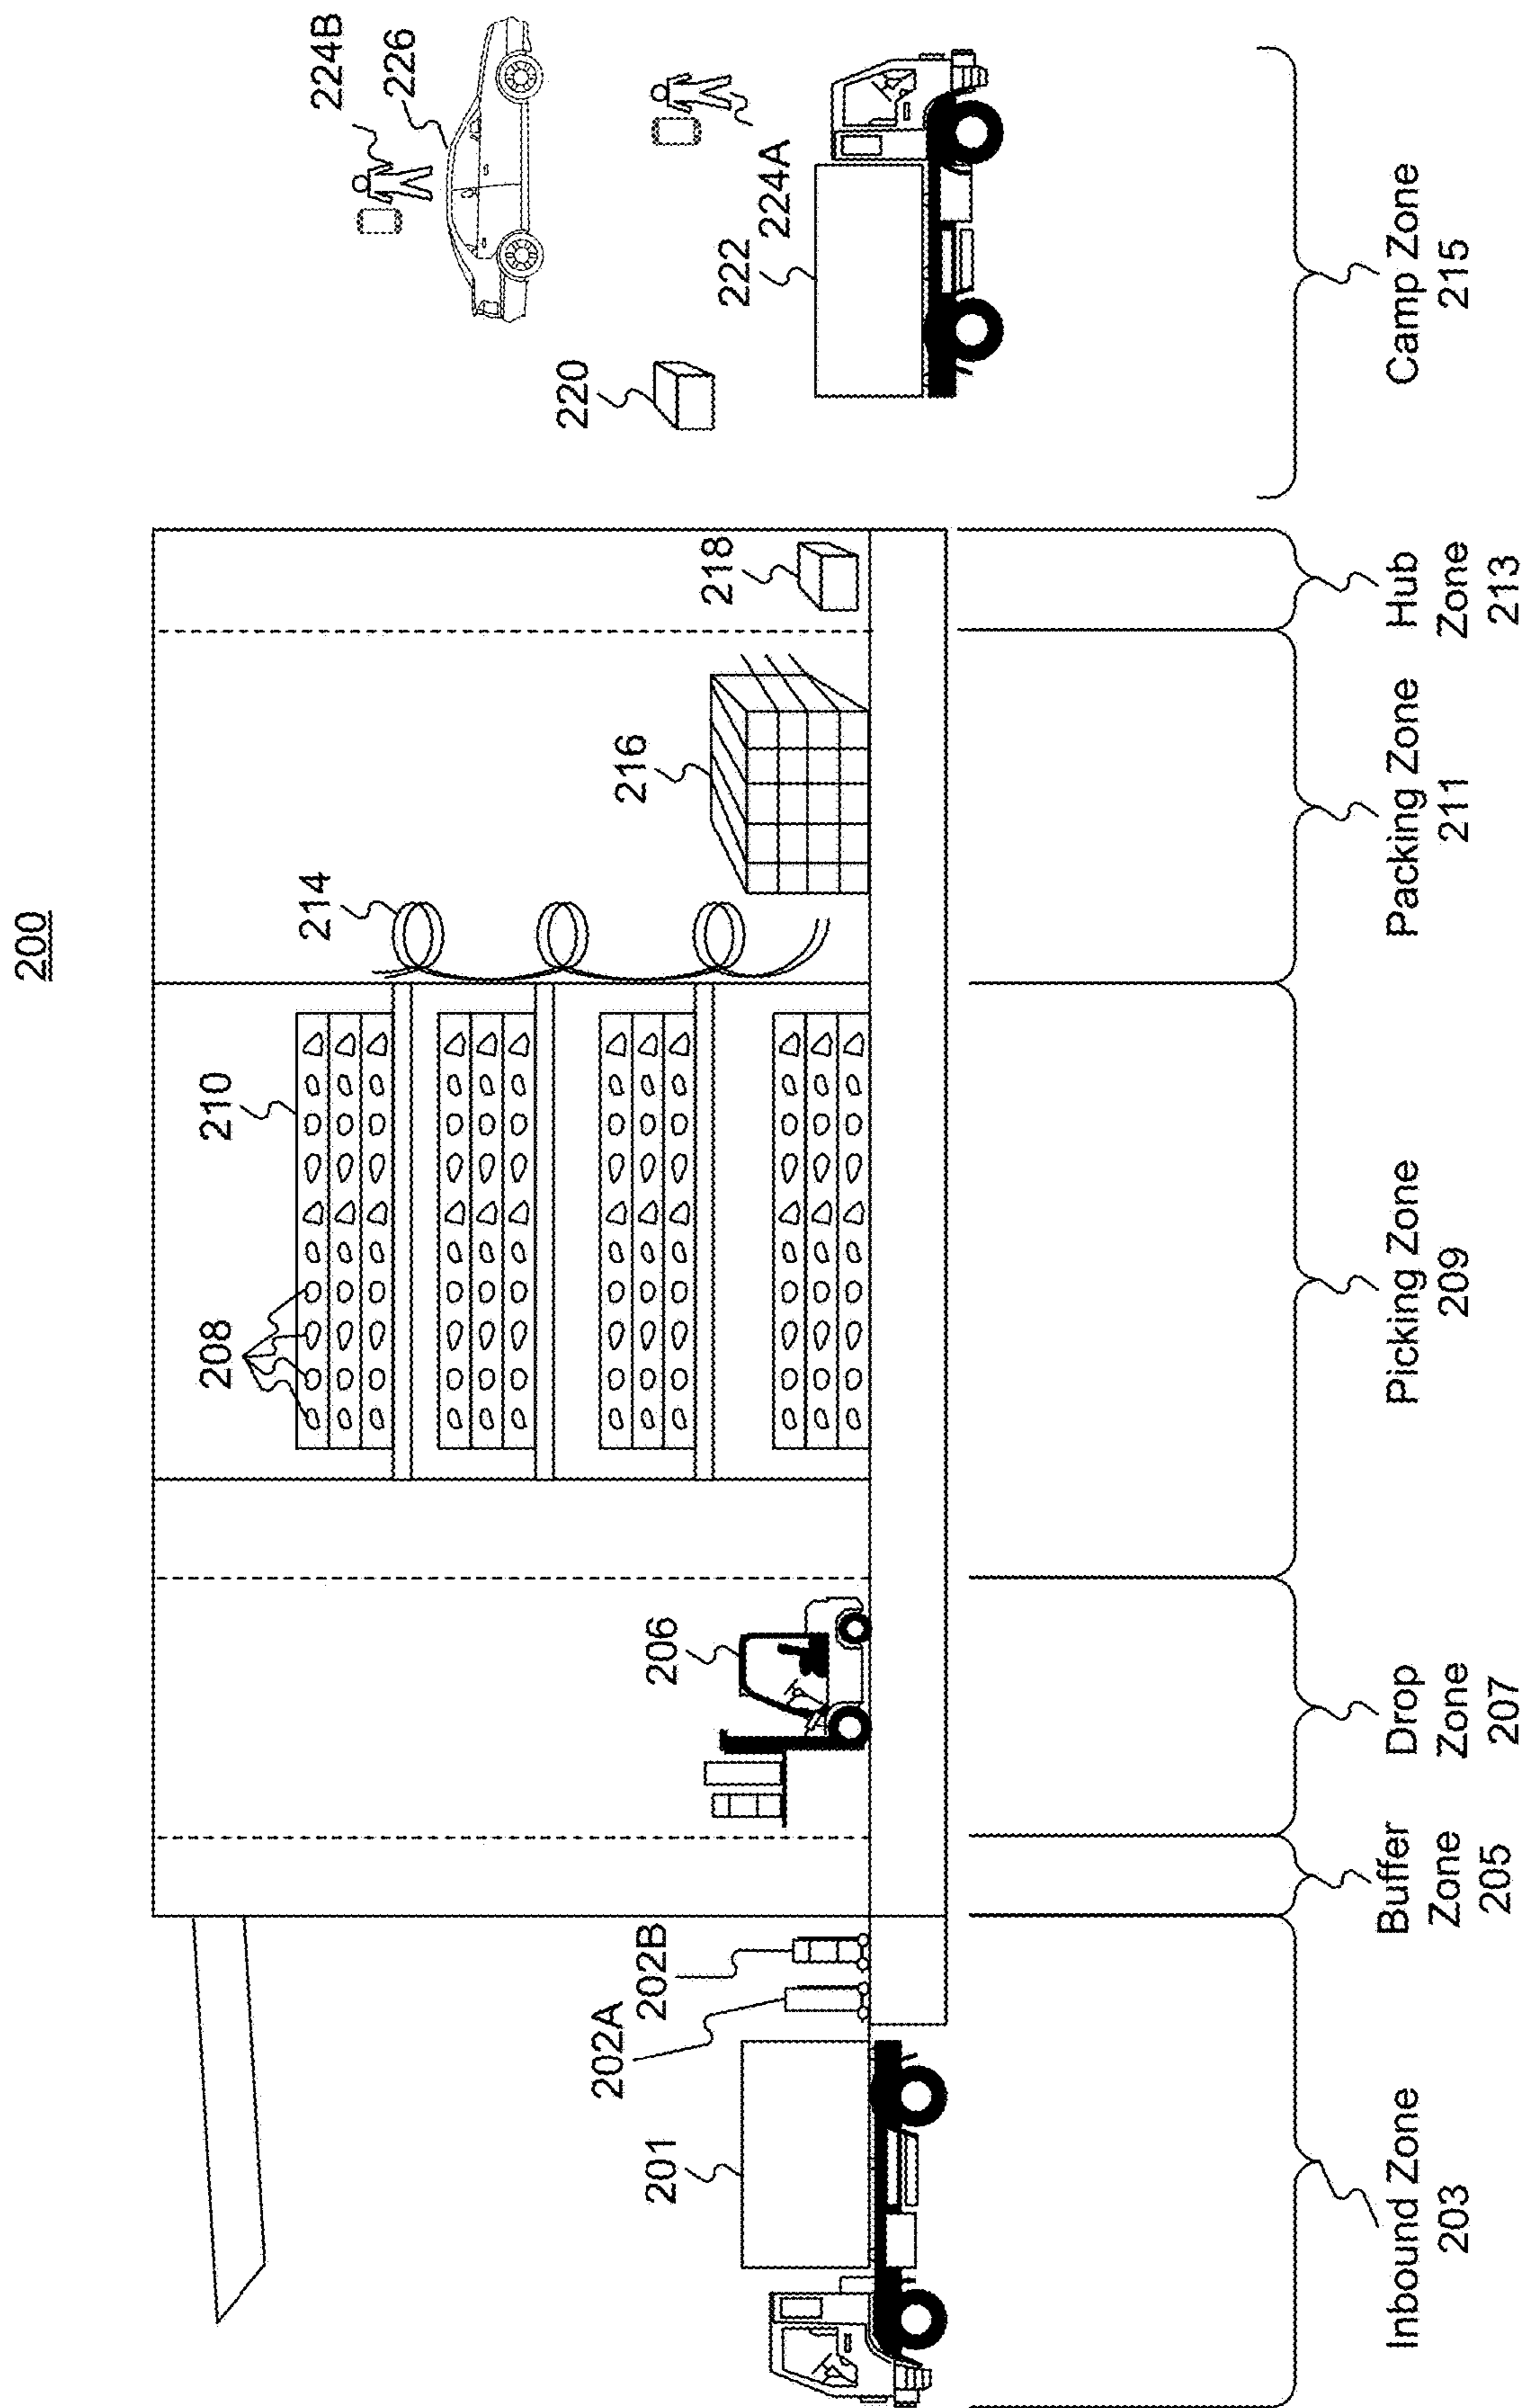 200
224B
226
224A
222
220
218
216
214
210
208
206
202B
202A
201
Inbound Zone
203
Buffer
Zone
205
Drop
Zone
207
Picking Zone
209
Packing Zone
211
Hub
Zone
213
Camp Zone
215